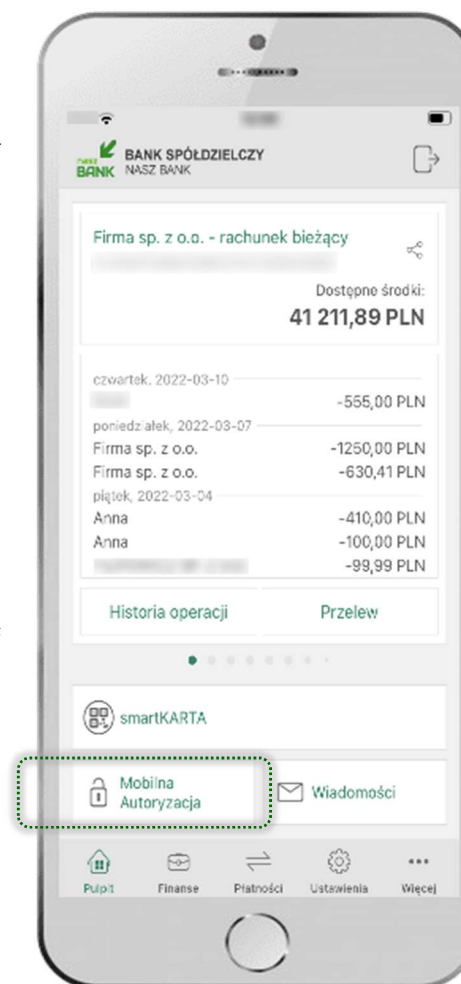 nasz
BANK
BANK SPÓŁDZIELCZY
NASZ BANK
Firma sp. z o.o. - rachunek bieżący
Dostępne środki:
41 211,89 PLN
czwartek, 2022-03-10
-555,00 PLN
poniedziałek, 2022-03-07
Firma sp. z o.o. -1250,00 PLN
Firma sp. z o.o. -630,41 PLN
piątek, 2022-03-04
Anna -410,00 PLN
Anna -100,00 PLN
-99,99 PLN
Historia operacji Przelew
smartKARTA
Mobilna
Autoryzacja
Wiadomości
Pulpit Finanse Płatności Ustawienia Więcej